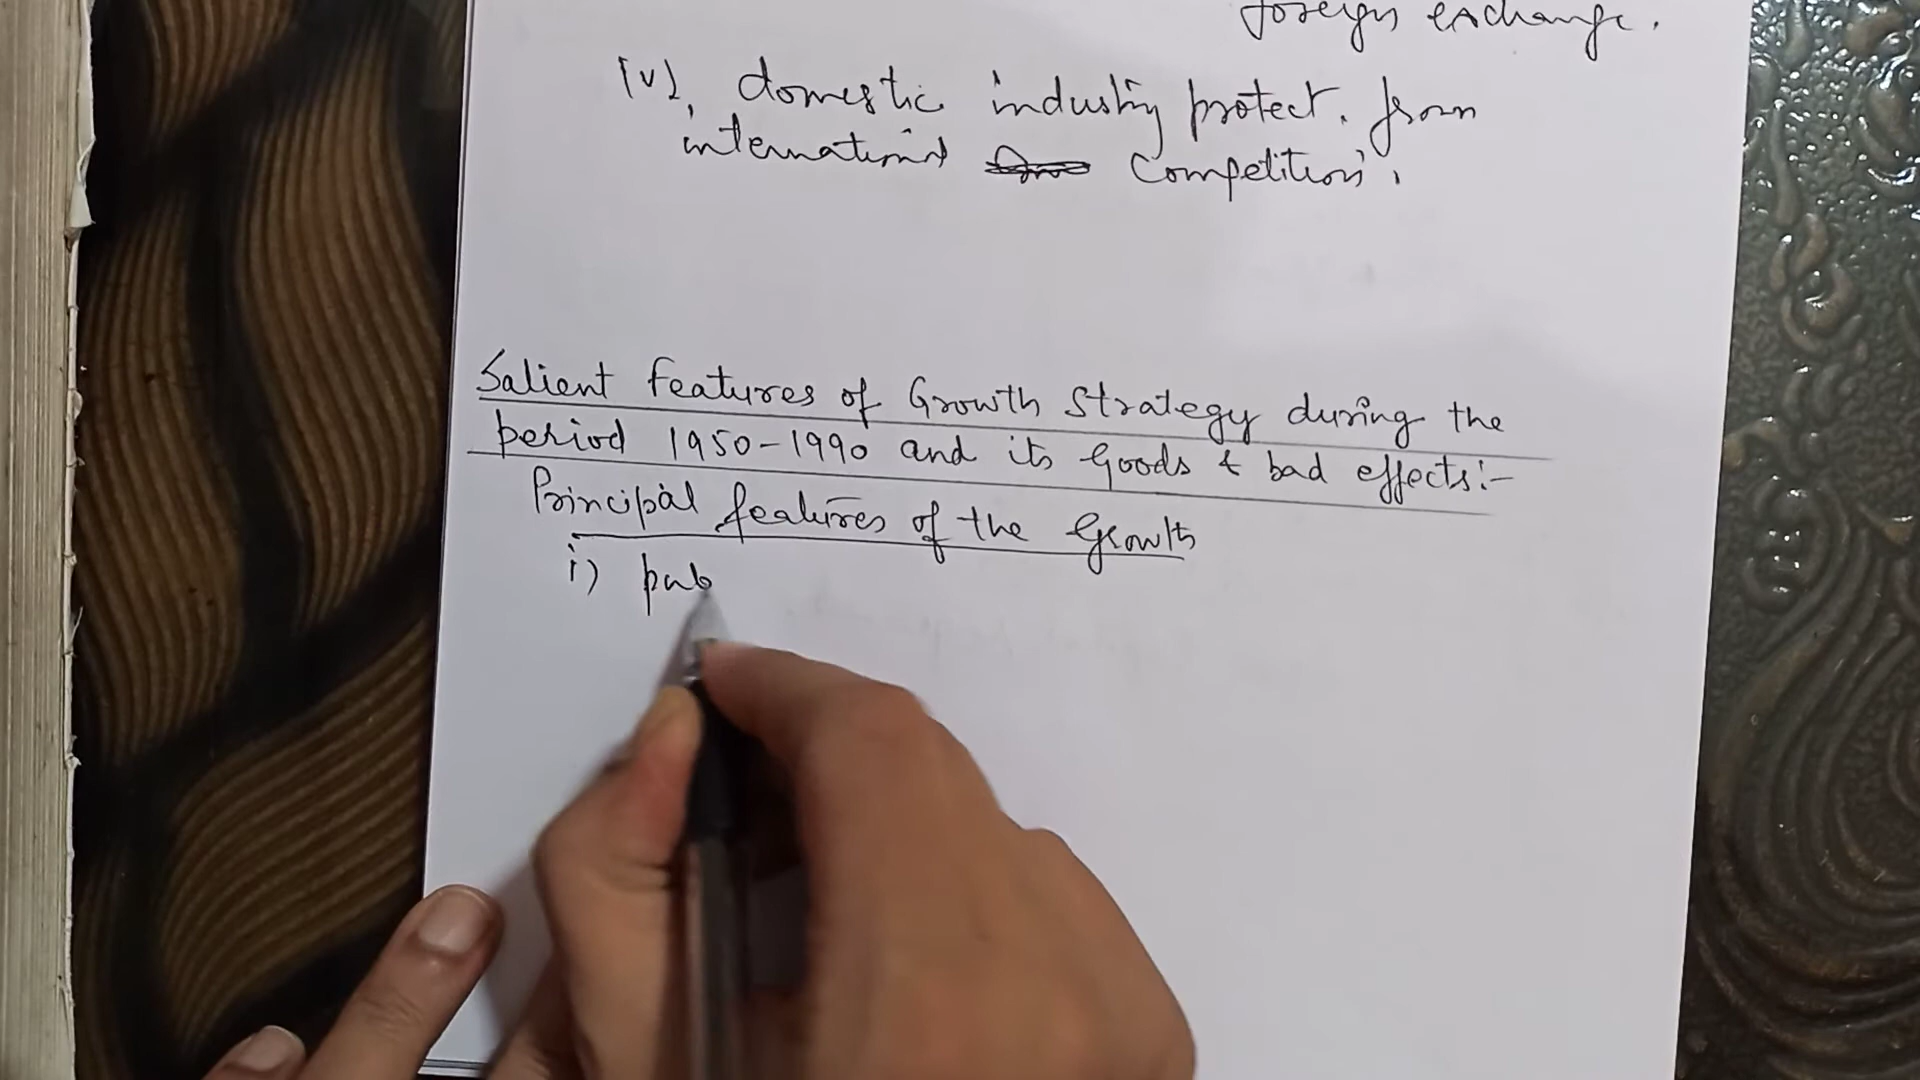 foreign exchange.
(v), domestic industry protect. from
international competition.
Salient features of Growth Strategy during the
period 1950-1990 and its Goods & bad effects:-
Principal features of the Growth
i) pub